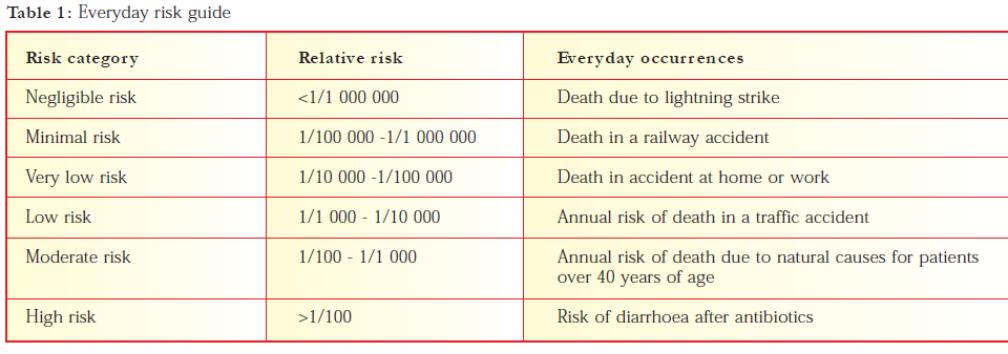 Table 1: Everyday risk guide
Risk category Relative risk Everyday occurrences
Negligible risk <1/1 000 000 Death due to lightning strike
Minimal risk 1/100 000 -1/1 000 000 Death in a railway accident
Very low risk 1/10 000 -1/100 000 Death in accident at home or work
Low risk 1/1 000 - 1/10 000 Annual risk of death in a traffic accident
Moderate risk 1/100 - 1/1 000 Annual risk of death due to natural causes for patients
over 40 years of age
High risk >1/100 Risk of diarrhoea after antibiotics